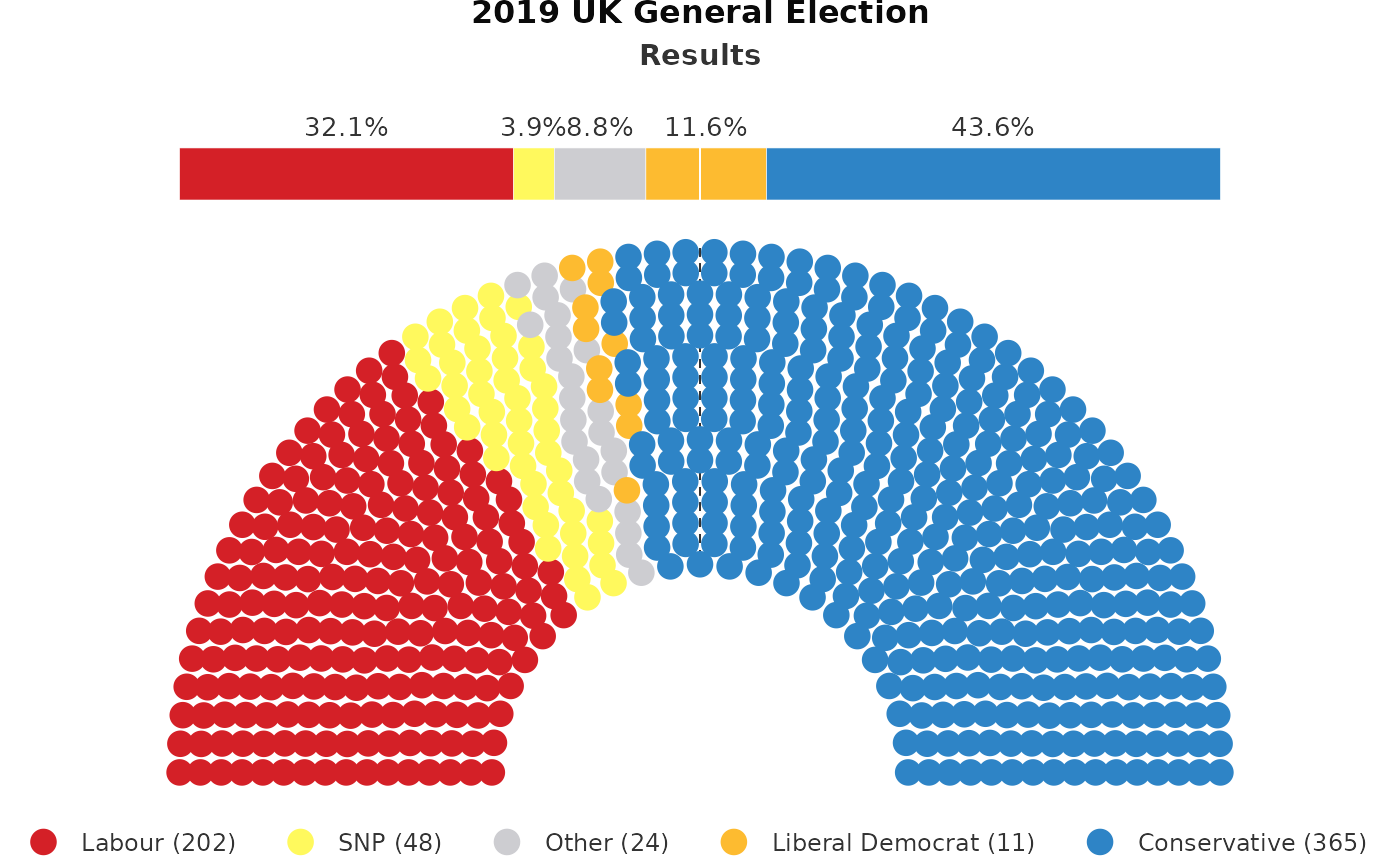 2019 UK General Election
Results
32.1% 3.9% 8.8% 11.6% 43.6%
Labour (202) SNP (48) Other (24) Liberal Democrat (11) Conservative (365)